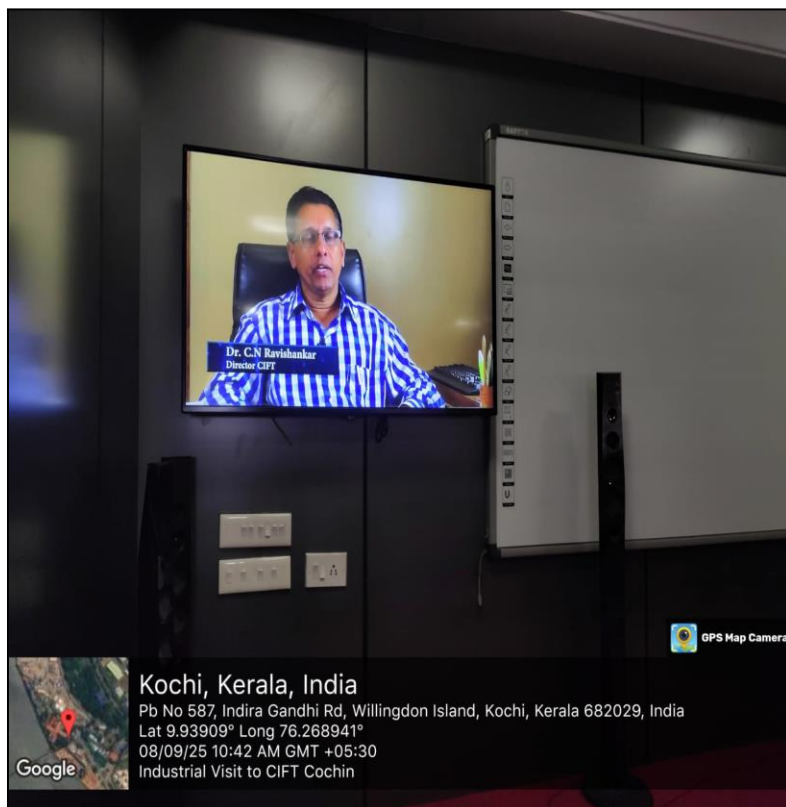 Dr. C.N Ravishankar
Director CIFT
GPS Map Camera
Kochi, Kerala, India
Pb No 587, Indira Gandhi Rd, Willingdon Island, Kochi, Kerala 682029, India
Lat 9.93909° Long 76.268941°
08/09/25 10:42 AM GMT +05:30
Industrial Visit to CIFT Cochin
Google